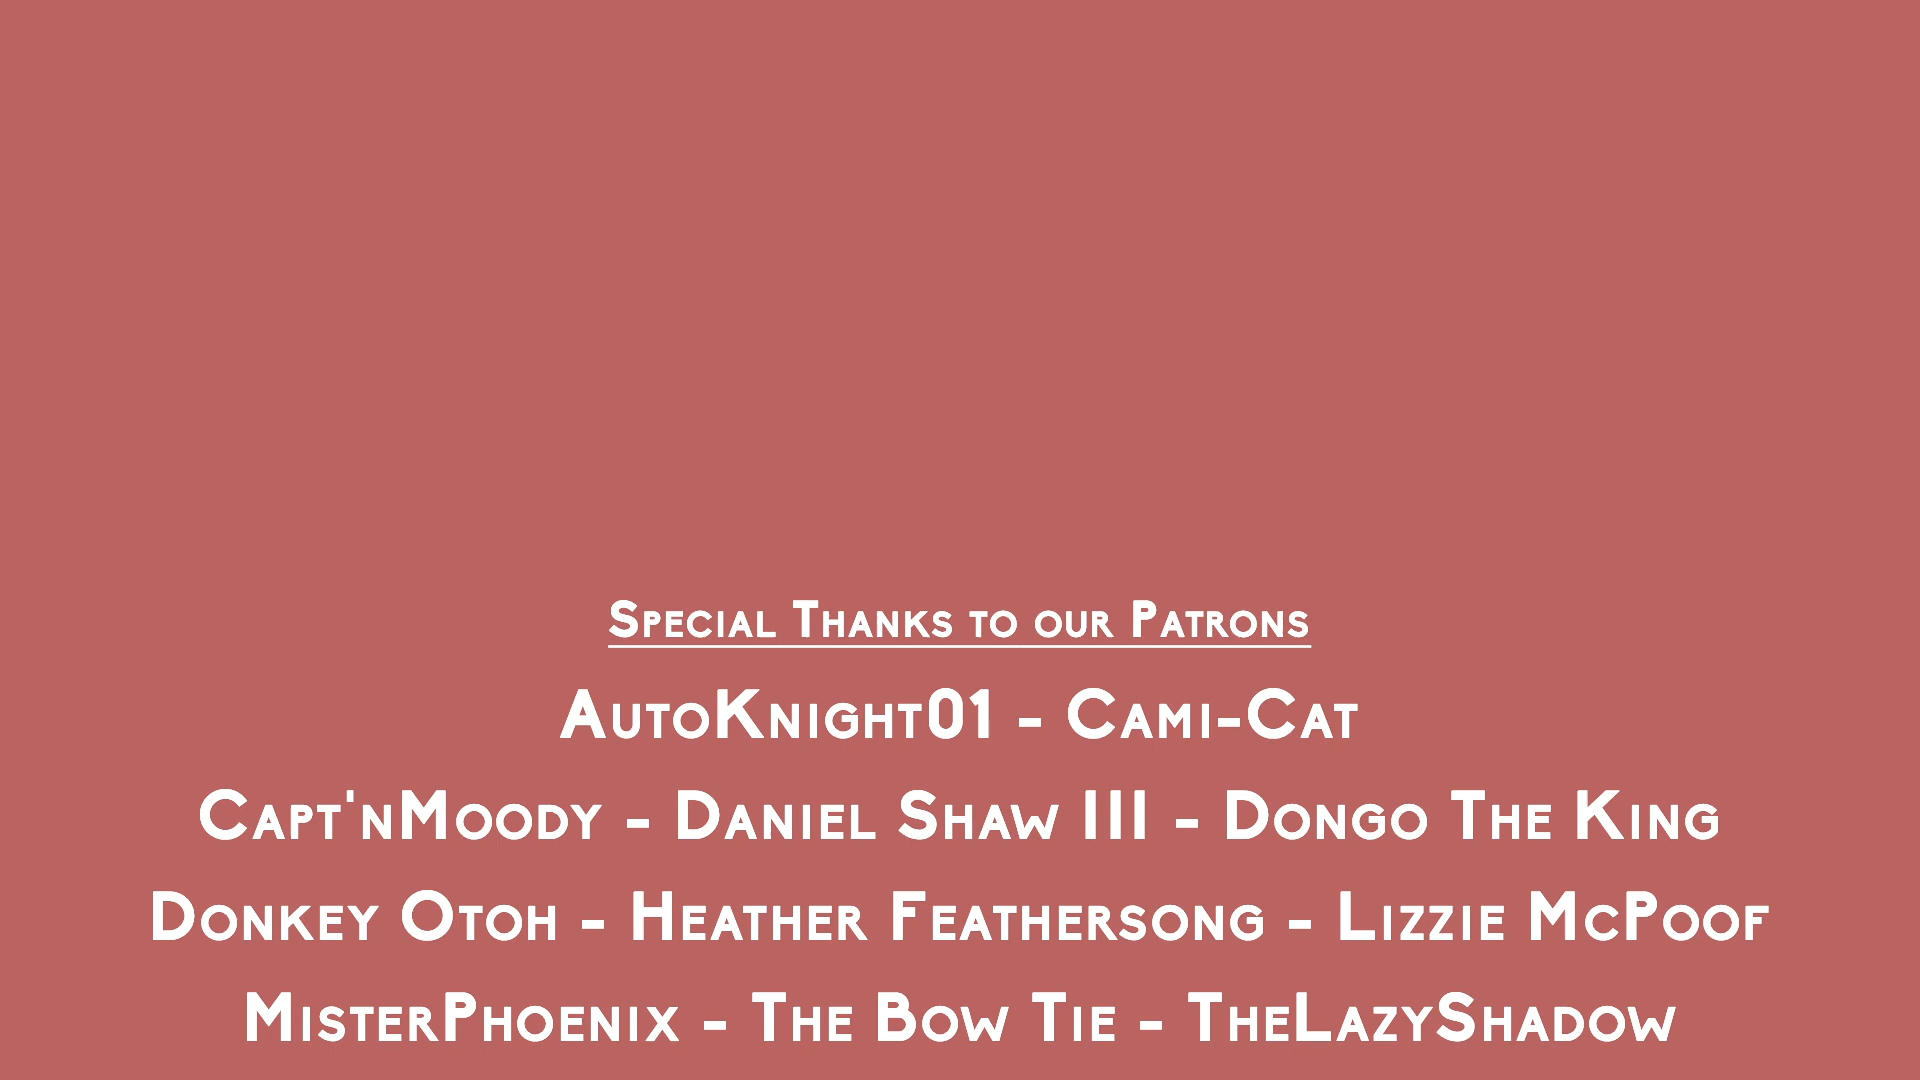 Special Thanks to our Patrons
AutoKnight01 - Cami-Cat
Capt'nMoody - Daniel Shaw III - Dongo The King
Donkey Otoh - Heather Feathersong - Lizzie McPoof
MisterPhoenix - The Bow Tie - TheLazyShadow